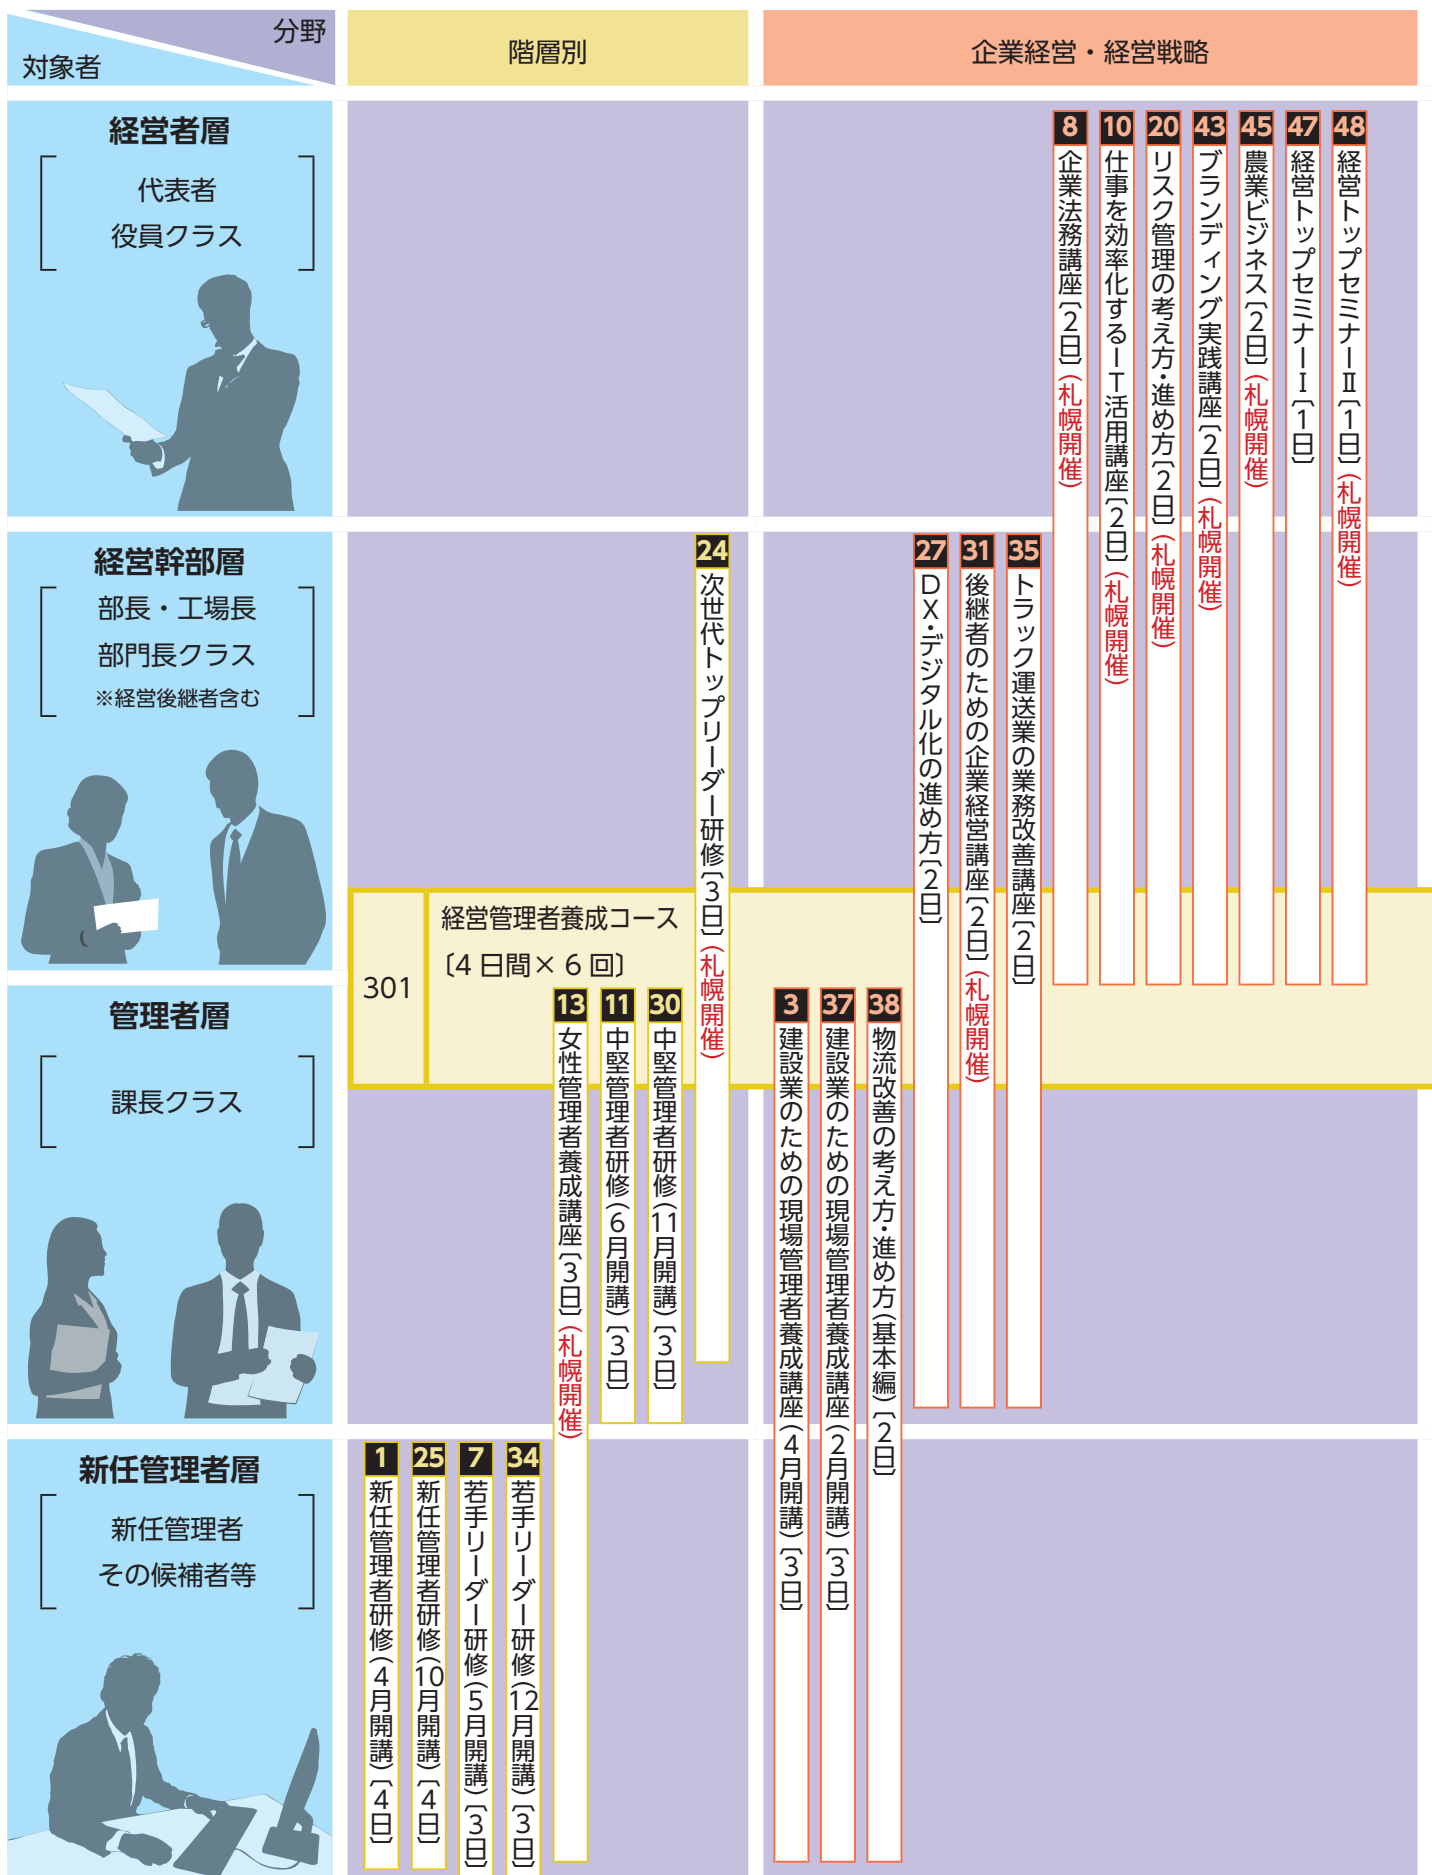 分野
対象者
階層別
企業経営・経営戦略
経営者層
代表者
役員クラス
8 企業法務講座〔2日〕(札幌開催)
10 仕事を効率化するIT活用講座〔2日〕(札幌開催)
20 リスク管理の考え方・進め方〔2日〕(札幌開催)
43 ブランディング実践講座〔2日〕(札幌開催)
45 農業ビジネス〔2日〕(札幌開催)
47 経営トップセミナーⅠ〔1日〕
48 経営トップセミナーⅡ〔1日〕(札幌開催)
経営幹部層
部長・工場長
部門長クラス
※経営後継者含む
24 次世代トップリーダー研修〔3日〕(札幌開催)
27 DX・デジタル化の進め方〔2日〕
31 後継者のための企業経営講座〔2日〕(札幌開催)
35 トラック運送業の業務改善講座〔2日〕
301
経営管理者養成コース
〔4 日間× 6 回〕
管理者層
課長クラス
13 女性管理者養成講座〔3日〕(札幌開催)
11 中堅管理者研修(6月開講)〔3日〕
30 中堅管理者研修(11月開講)〔3日〕
3 建設業のための現場管理者養成講座(4月開講)〔3日〕
37 建設業のための現場管理者養成講座(2月開講)〔3日〕
38 物流改善の考え方・進め方(基本編)〔2日〕
新任管理者層
新任管理者
その候補者等
1 新任管理者研修(4月開講)〔4日〕
25 新任管理者研修(10月開講)〔4日〕
7 若手リーダー研修(5月開講)〔3日〕
34 若手リーダー研修(12月開講)〔3日〕